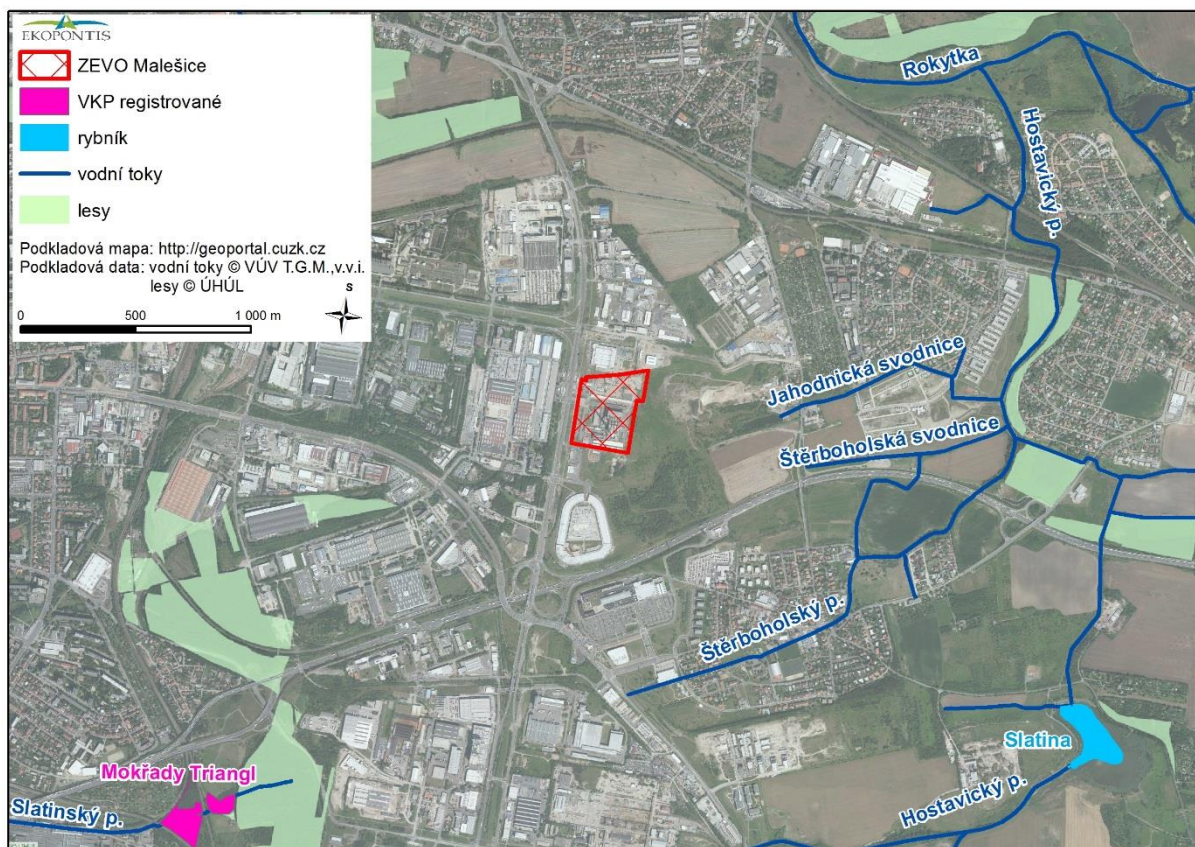 EKOPONTIS
ZEVO Malešice
VKP registrované
rybník
vodní toky
lesy
Podkladová mapa: http://geoportal.cuzk.cz
Podkladová data: vodní toky © VÚV T.G.M.,v.v.i.
lesy © ÚHÚL
S
0 500 1 000 m
Rokytka
Hostavický p.
Jahodnická svodnice
Štěrboholská svodnice
Štěrboholský p.
Slatina
Mokřady Triangl
Slatinský p.
Hostavický p.